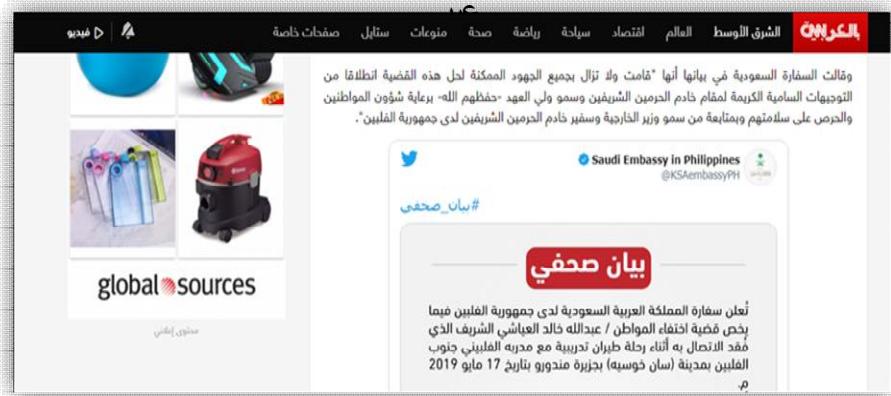 CNN بالعربية
الشرق الأوسط العالم اقتصاد سياحة رياضة صحة منوعات ستايل صفحات خاصة فيديو
وقالت السفارة السعودية في بيانها أنها "قامت ولا تزال بجميع الجهود الممكنة لحل هذه القضية انطلاقا من
التوجيهات السامية الكريمة لمقام خادم الحرمين الشريفين وسمو ولي العهد -حفظهم الله- برعاية شؤون المواطنين
والحرص على سلامتهم وبمتابعة من سمو وزير الخارجية وسفير خادم الحرمين الشريفين لدى جمهورية الفلبين".
Saudi Embassy in Philippines
@KSAembassyPH
#بيان_صحفي
بيان صحفي
تُعلن سفارة المملكة العربية السعودية لدى جمهورية الفلبين فيما
يخص قضية اختفاء المواطن / عبدالله خالد العياشي الشريف الذي
فُقد الاتصال به أثناء رحلة طيران تدريبية مع مدربه الفلبيني جنوب
الفلبين بمدينة (سان خوسيه) بجزيرة مندورو بتاريخ 17 مايو 2019
م.
global sources
محتوى إعلاني